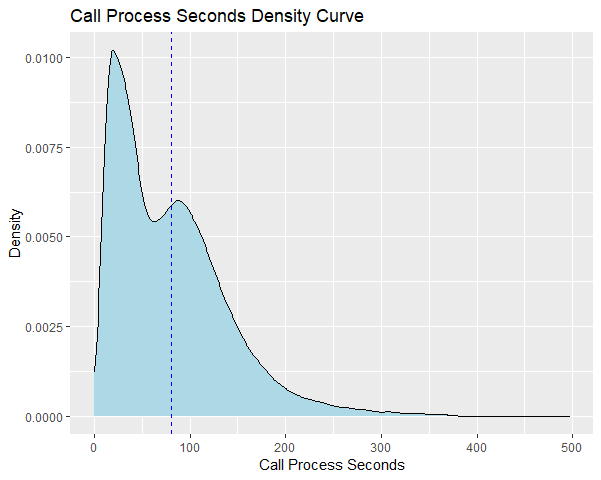 Call Process Seconds Density Curve
0.0100
0.0075
0.0050
0.0025
0.0000
Density
0 100 200 300 400 500
Call Process Seconds